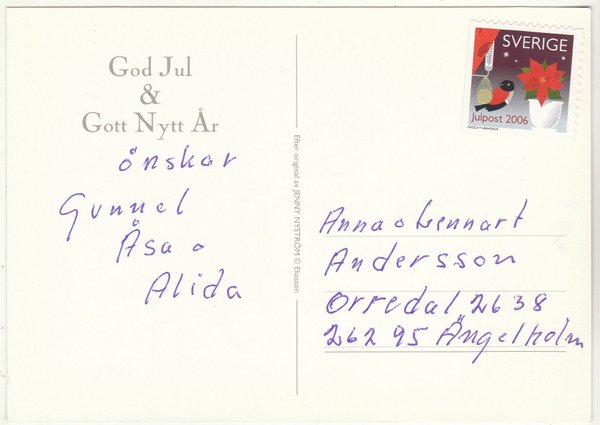 God Jul
&
Gott Nytt År
önskar
Gunnel
Åsa o
Alida
Efter original av JENNY NYSTRÖM © Eliasson
SVERIGE
Julpost 2006
Anna o Lennart
Andersson
Orredal 2638
262 95 Ängelholm